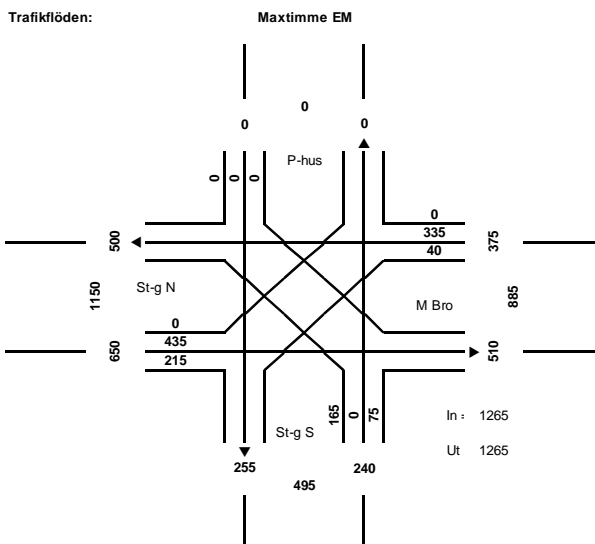 Trafikflöden: Maxtimme EM
0
0 0
P-hus
0 0 0
0
500 335 375
40
1150 St-g N M Bro 885
0
650 435 510
215
165 0 75 In = 1265
St-g S
Ut 1265
255 240
495